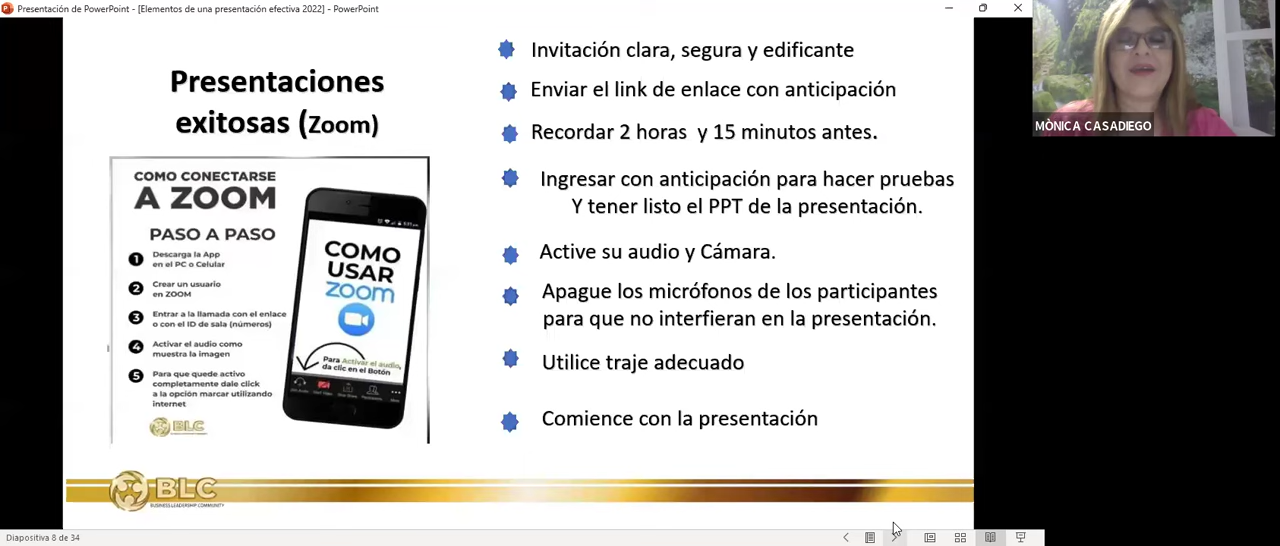 Presentación de PowerPoint - [Elementos de una presentación efectiva 2022] - PowerPoint
Presentaciones
exitosas (Zoom)
COMO CONECTARSE
A ZOOM
PASO A PASO
1 Descarga la App
en el PC o Celular
2 Crear un usuario
en ZOOM
3 Entrar a la llamada con el enlace
o con el ID de sala (números)
4 Activar el audio como
muestra la imagen
5 Para que quede activo
completamente dale click
a la opción marcar utilizando
internet
BLC
COMO
USAR
zoom
Para Activar el audio,
da clic en el Botón
Invitación clara, segura y edificante
Enviar el link de enlace con anticipación
Recordar 2 horas y 15 minutos antes.
Ingresar con anticipación para hacer pruebas
Y tener listo el PPT de la presentación.
Active su audio y Cámara.
Apague los micrófonos de los participantes
para que no interfieran en la presentación.
Utilice traje adecuado
Comience con la presentación
MÒNICA CASADIEGO
BLC
BUSINESS LEADERSHIP COMMUNITY
Diapositiva 8 de 34